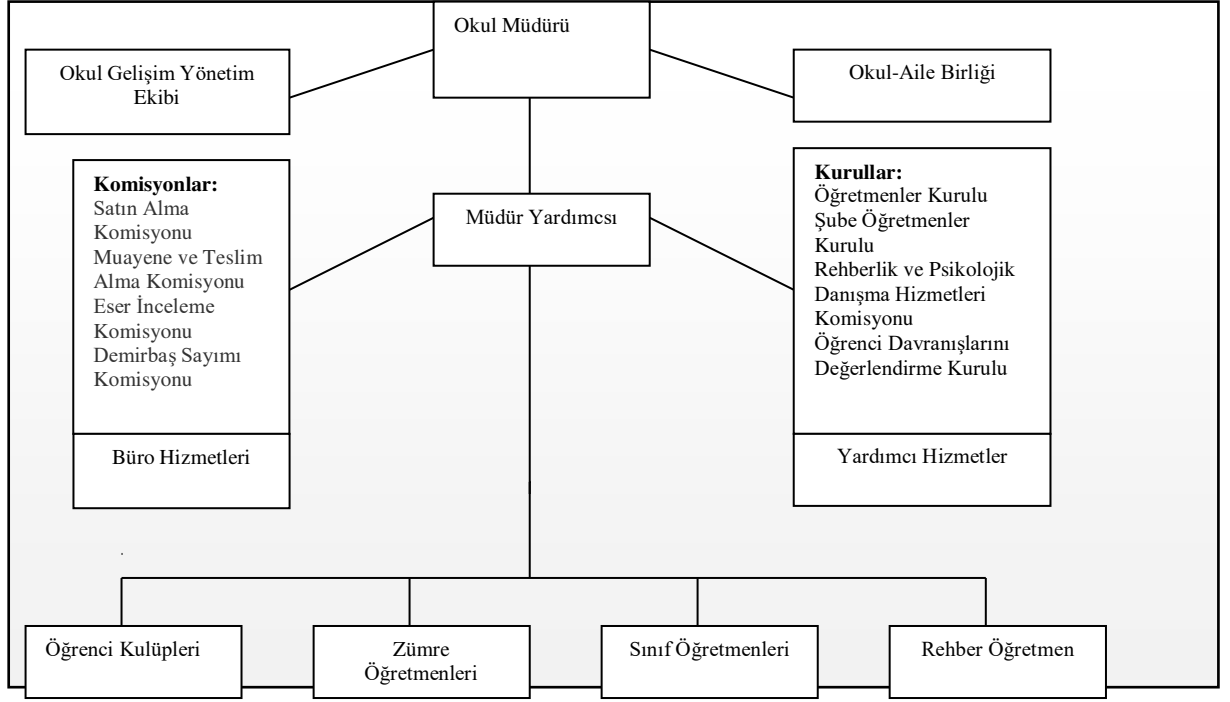 Okul Müdürü
Okul Gelişim Yönetim
Ekibi
Okul-Aile Birliği
Komisyonlar:
Satın Alma
Komisyonu
Muayene ve Teslim
Alma Komisyonu
Eser İnceleme
Komisyonu
Demirbaş Sayımı
Komisyonu
Müdür Yardımcsı
Kurullar:
Öğretmenler Kurulu
Şube Öğretmenler
Kurulu
Rehberlik ve Psikolojik
Danışma Hizmetleri
Komisyonu
Öğrenci Davranışlarını
Değerlendirme Kurulu
Büro Hizmetleri
Yardımcı Hizmetler
Öğrenci Kulüpleri
Zümre
Öğretmenleri
Sınıf Öğretmenleri
Rehber Öğretmen